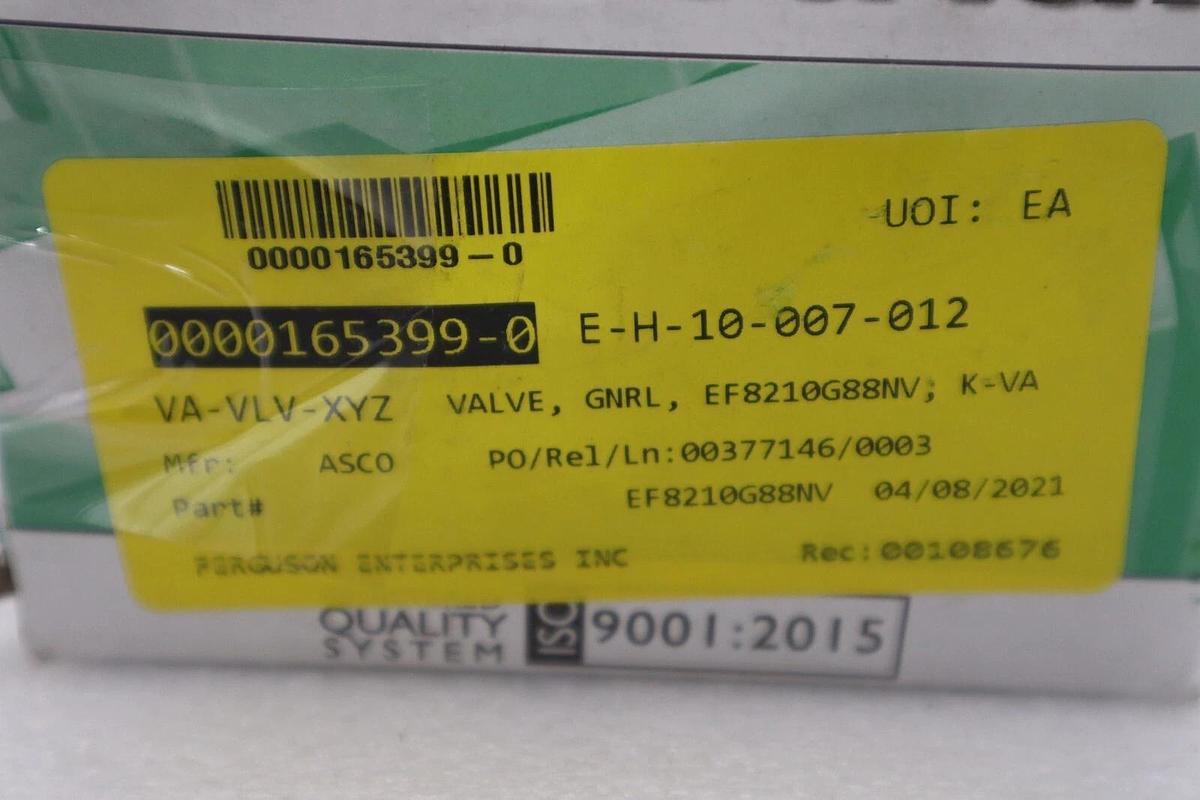 0000165399-0
UOI: EA
0000165399-0 E-H-10-007-012
VA-VLV-XYZ VALVE, GNRL, EF8210G88NV; K-VA
Mfr: ASCO PO/Rel/Ln:00377146/0003
Part# EF8210G88NV 04/08/2021
FERGUSON ENTERPRISES INC Rec:00108676
QUALITY
SYSTEM
ISO 9001:2015